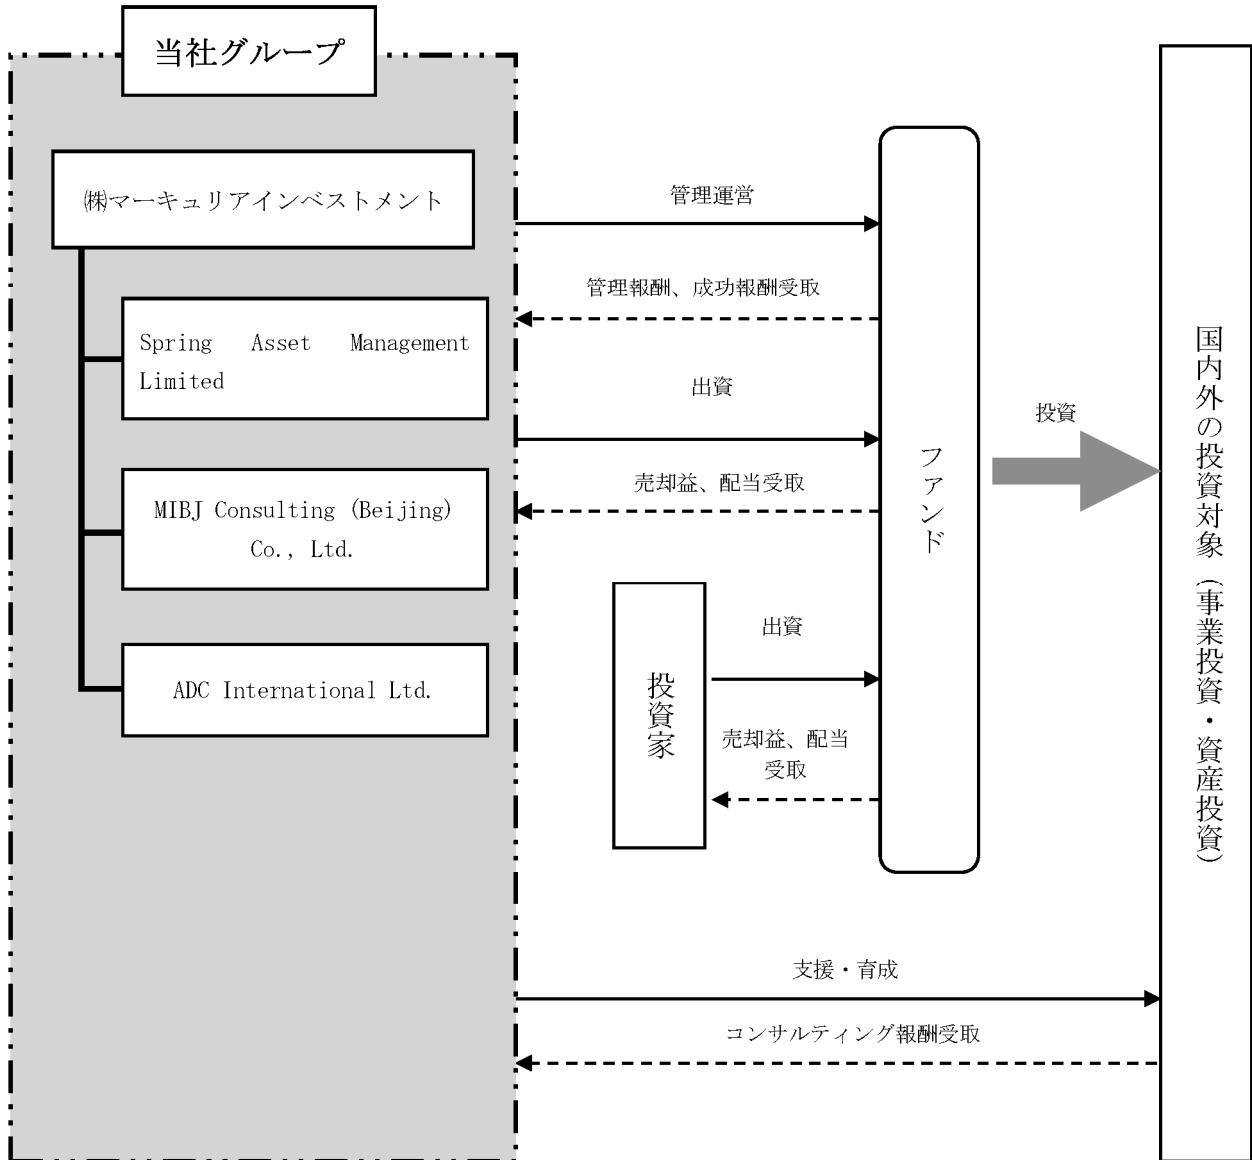 当社グループ
㈱マーキュリアインベストメント
Spring Asset Management
Limited
MIBJ Consulting (Beijing)
Co., Ltd.
ADC International Ltd.
管理運営
管理報酬、成功報酬受取
出資
売却益、配当受取
投資家
出資
売却益、配当
受取
ファンド
投資
支援・育成
コンサルティング報酬受取
国内外の投資対象（事業投資・資産投資）